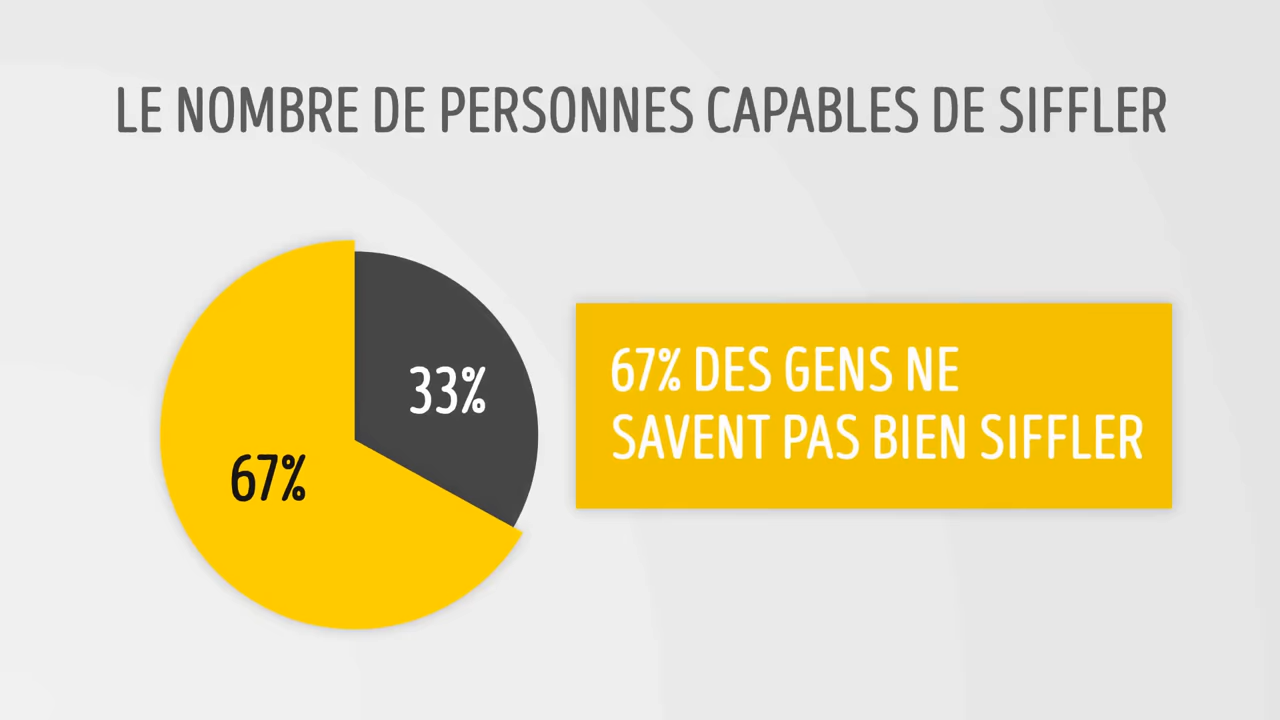 LE NOMBRE DE PERSONNES CAPABLES DE SIFFLER
33%
67%
67% DES GENS NE
SAVENT PAS BIEN SIFFLER